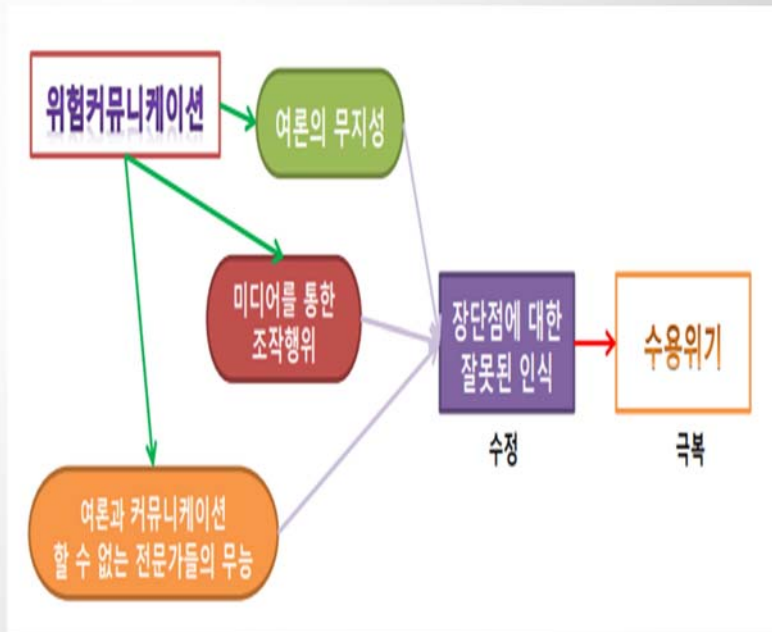 위험커뮤니케이션
여론의 무지성
미디어를 통한
조작행위
장단점에 대한
잘못된 인식
수정
수용위기
극복
여론과 커뮤니케이션
할 수 없는 전문가들의 무능